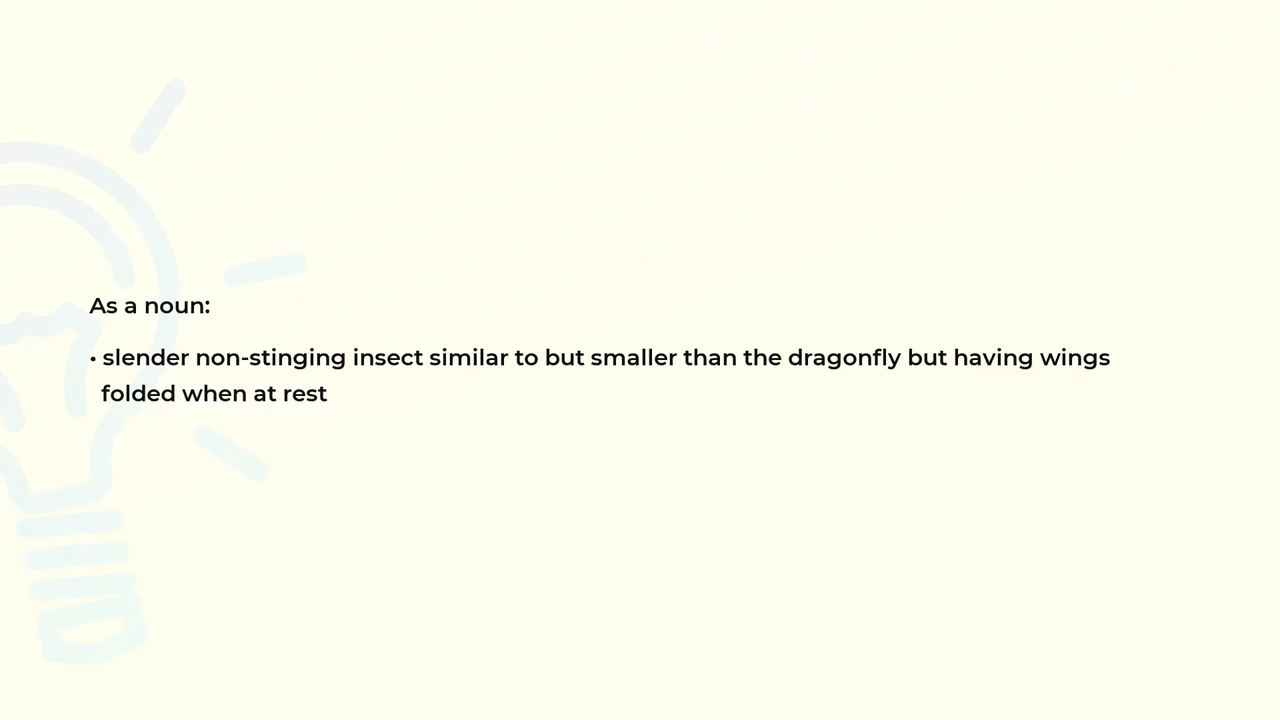 As a noun:
• slender non-stinging insect similar to but smaller than the dragonfly but having wings
folded when at rest